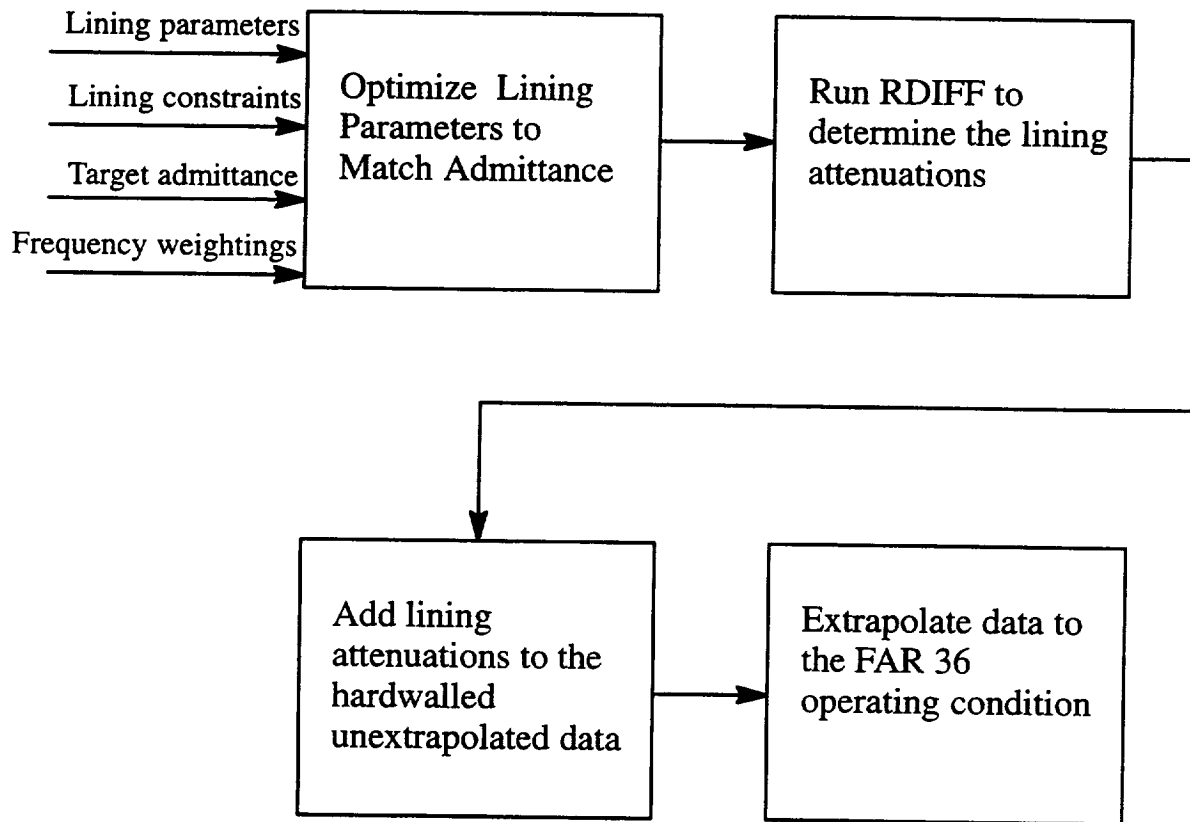 Lining parameters
Lining constraints
Target admittance
Frequency weightings
Optimize Lining
Parameters to
Match Admittance
Run RDIFF to
determine the lining
attenuations
Add lining
attenuations to the
hardwalled
unextrapolated data
Extrapolate data to
the FAR 36
operating condition